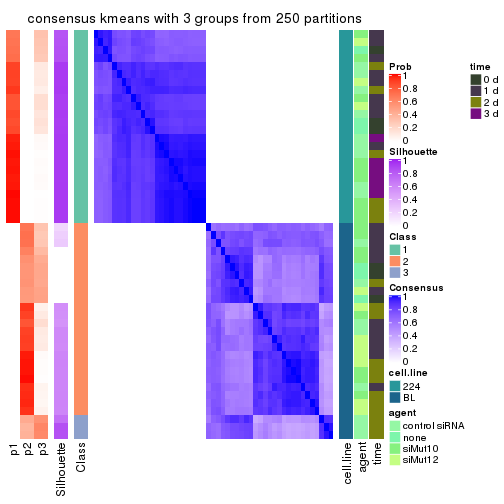 consensus kmeans with 3 groups from 250 partitions
p1
p2
p3
Silhouette
Class
cell.line
agent
time
Prob
1
0.8
0.6
0.4
0.2
0
Silhouette
1
0.8
0.6
0.4
0.2
0
Class
1
2
3
Consensus
1
0.8
0.6
0.4
0.2
0
cell.line
224
BL
agent
control siRNA
none
siMut10
siMut12
time
0 d
1 d
2 d
3 d